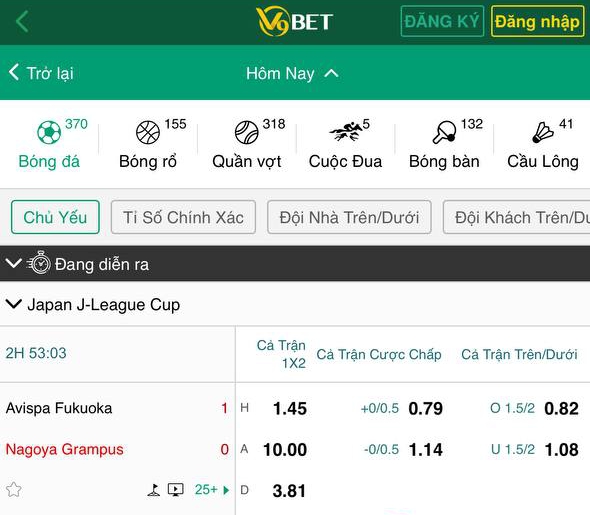 V9BET ĐĂNG KÝ Đăng nhập
Trở lại Hôm Nay
370 155 318 5 132 41
Bóng đá Bóng rổ Quần vợt Cuộc Đua Bóng bàn Cầu Lông
Chủ Yếu Tỉ Số Chính Xác Đội Nhà Trên/Dưới Đội Khách Trên/Dư
Đang diễn ra
Japan J-League Cup
2H 53:03 Cả Trận 1X2 Cả Trận Cược Chấp Cả Trận Trên/Dưới
Avispa Fukuoka 1 H 1.45 +0/0.5 0.79 O 1.5/2 0.82
Nagoya Grampus 0 A 10.00 -0/0.5 1.14 U 1.5/2 1.08
25+ D 3.81